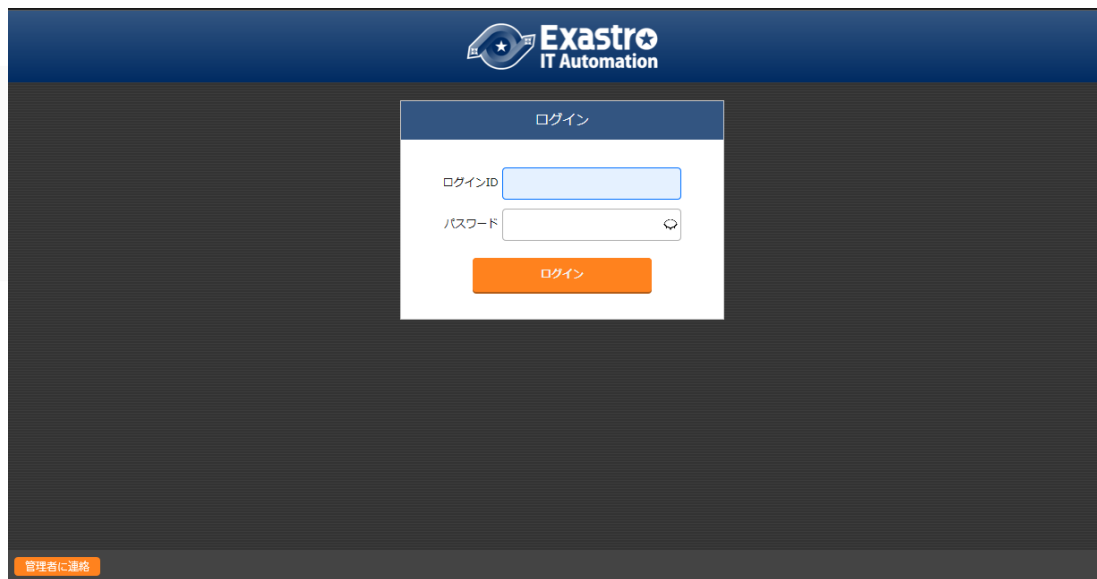 Exastro
IT Automation
ログイン
ログインID
パスワード
ログイン
管理者に連絡